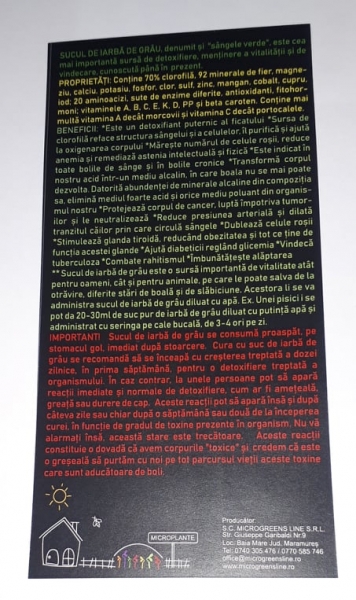 SUCUL DE IARBĂ DE GRÂU, denumit și "sângele verde", este cea
mai importantă sursă de detoxifiere, menținere a vitalității și de
vindecare, cunoscută până în prezent.
PROPRIETĂȚI: Conține 70% clorofilă, 92 minerale de fier, magne-
ziu, calciu, potasiu, fosfor, clor, sulf, zinc, mangan, cobalt, cupru,
iod; 20 aminoacizi, sute de enzime diferite, antioxidanți, fitohor-
moni; vitaminele A, B, C, E, K, D, PP și beta caroten. Conține mai
multă vitamina A decât morcovii și vitamină C decât portocalele.
BENEFICII: *Este un detoxifiant puternic al ficatului *Sursa de
clorofilă reface structura sângelui și a celulelor, îl purifică și ajută
la oxigenarea corpului *Mărește numărul de celule roșii, reduce
anemia și remediază astenia intelectuală și fizică *Este indicat în
toate bolile de sânge și în bolile cronice *Transformă corpul
nostru acid într-un mediu alcalin, în care boala nu se mai poate
dezvolta. Datorită abundenței de minerale alcaline din compoziția
sa, elimină mediul foarte acid și orice mediu poluant din organis-
mul nostru *Protejează corpul de cancer, luptă împotriva tumor-
ilor și le neutralizează *Reduce presiunea arterială și dilată
tranzitul căilor prin care circulă sângele *Dublează celule roșii
*Stimulează glanda tiroidă, reducând obezitatea și tot ce ține de
funcția acestei glande *Ajută diabeticii reglând glicemia *Vindecă
tuberculoza *Combate rahitismul *Îmbunătățește alăptarea
** Sucul de iarbă de grâu este o sursă importantă de vitalitate atât
pentru oameni, cât și pentru animale, pe care le poate salva de la
otrăvire, diferite stări de boală și de slăbiciune. Acestora li se va
administra sucul de iarbă de grâu diluat cu apă. Ex. Unei pisici i se
pot da 20-30ml de suc pur de iarbă de grâu diluat cu puțină apă și
administrat cu seringa pe cale bucală, de 3-4 ori pe zi.
IMPORTANT! Sucul de iarbă de grâu se consumă proaspăt, pe
stomacul gol, imediat după stoarcere. Cura cu suc de iarbă de
grâu se recomandă să se înceapă cu creșterea treptată a dozei
zilnice, în prima săptămână, pentru o detoxifiere treptată a
organismului. În caz contrar, la unele persoane pot să apară
reacții imediate și normale de detoxifiere, cum ar fi amețeală,
greață sau durere de cap. Aceste reacții pot să apară însă și după
câteva zile sau chiar după o săptămână sau două de la începerea
curei, în funcție de gradul de toxine prezente în organism. Nu vă
alarmați însă, această stare este trecătoare. Aceste reacții
constituie o dovadă că avem corpurile "toxice" și, credem că este
o greșeală să purtăm cu noi pe tot parcursul vieții aceste toxine
care sunt aducătoare de boli.
MICROPLANTE
Producător
S.C. MICROGREENS LINE S.R.L.
Str. Giuseppe Garibaldi Nr.9
Loc. Baia Mare Jud. Maramureș
Tel. 0740 305 476 / 0770 585 746
office@microgreensline.ro
www.microgreensline.ro